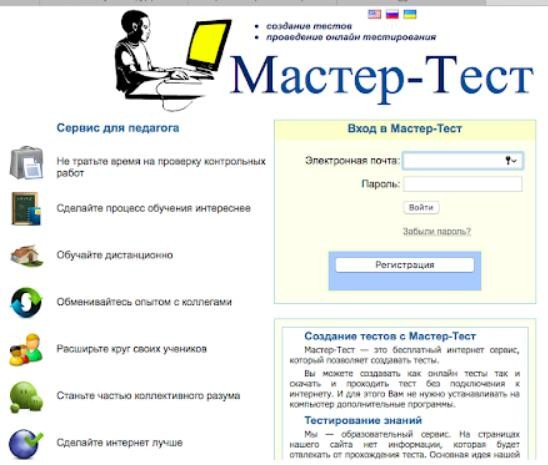 • создание тестов
• проведение онлайн тестирования
Мастер-Тест
Сервис для педагога
Не тратьте время на проверку контрольных
работ
Сделайте процесс обучения интереснее
Обучайте дистанционно
Обменивайтесь опытом с коллегами
Расширьте круг своих учеников
Станьте частью коллективного разума
Сделайте интернет лучше
Вход в Мастер-Тест
Электронная почта:
Пароль:
Войти
Забыли пароль?
Регистрация
Создание тестов с Мастер-Тест
Мастер-Тест — это бесплатный интернет сервис,
который позволяет создавать тесты.
Вы можете создавать как онлайн тесты так и
скачать и проходить тест без подключения к
интернету. И для этого Вам не нужно устанавливать на
компьютер дополнительные программы.
Тестирование знаний
Мы — образовательный сервис. На страницах
нашего сайта нет информации, которая будет
отвлекать от прохождения теста. Основная идея нашей